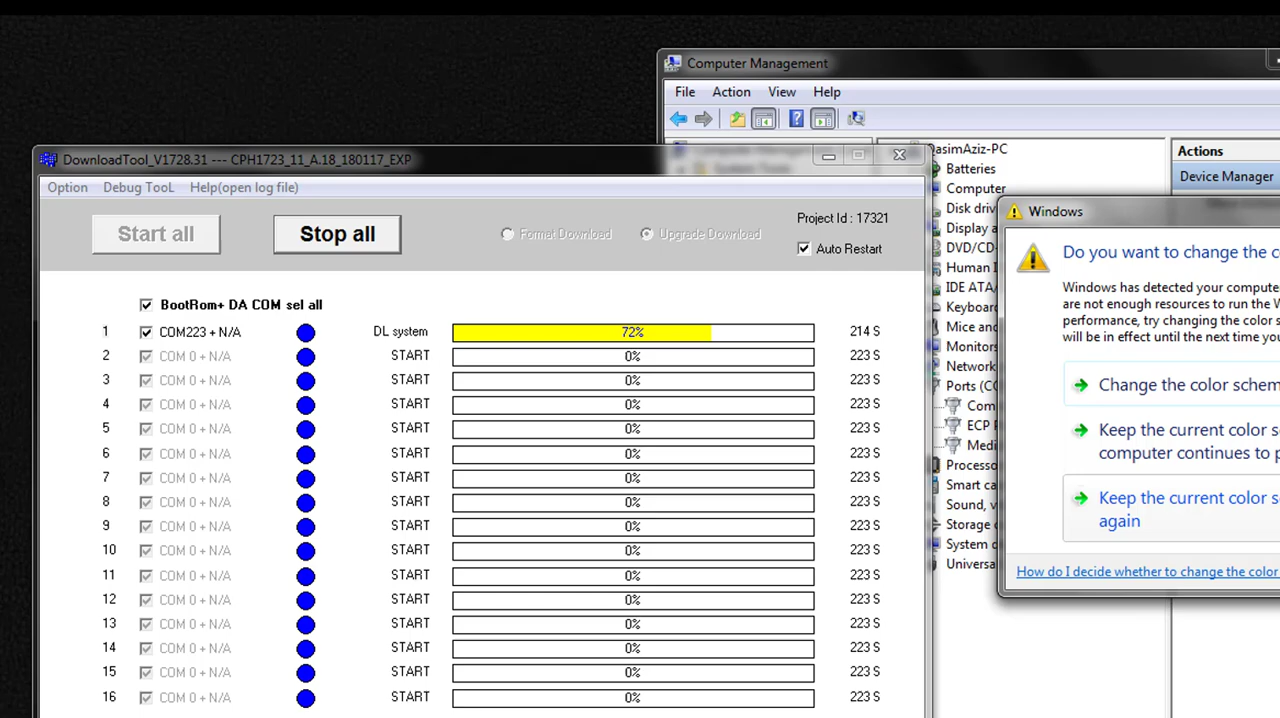 Computer Management
File Action View Help
DownloadTool_V1728.31 --- CPH1723_11_A.18_180117_EXP
Option Debug TooL Help(open log file)
Start all
Stop all
Format Download
Upgrade Download
Project Id : 17321
Auto Restart
BootRom+ DA COM sel all
1 COM223 + N/A DL system 72% 214 S
2 COM 0 + N/A START 0% 223 S
3 COM 0 + N/A START 0% 223 S
4 COM 0 + N/A START 0% 223 S
5 COM 0 + N/A START 0% 223 S
6 COM 0 + N/A START 0% 223 S
7 COM 0 + N/A START 0% 223 S
8 COM 0 + N/A START 0% 223 S
9 COM 0 + N/A START 0% 223 S
10 COM 0 + N/A START 0% 223 S
11 COM 0 + N/A START 0% 223 S
12 COM 0 + N/A START 0% 223 S
13 COM 0 + N/A START 0% 223 S
14 COM 0 + N/A START 0% 223 S
15 COM 0 + N/A START 0% 223 S
16 COM 0 + N/A START 0% 223 S
System Tools
QasimAziz-PC
Batteries
Computer
Disk driv
Display a
DVD/CD-
Human I
IDE ATA/
Keyboar
Mice an
Monitors
Network
Ports (CO
Com
ECP P
Medi
Processo
Smart ca
Sound, v
Storage c
System d
Universa
Actions
Device Manager
Windows
Do you want to change the c
Windows has detected your compute
are not enough resources to run the W
performance, try changing the color s
will be in effect until the next time you
Change the color schem
Keep the current color s
computer continues to p
Keep the current color s
again
How do I decide whether to change the color